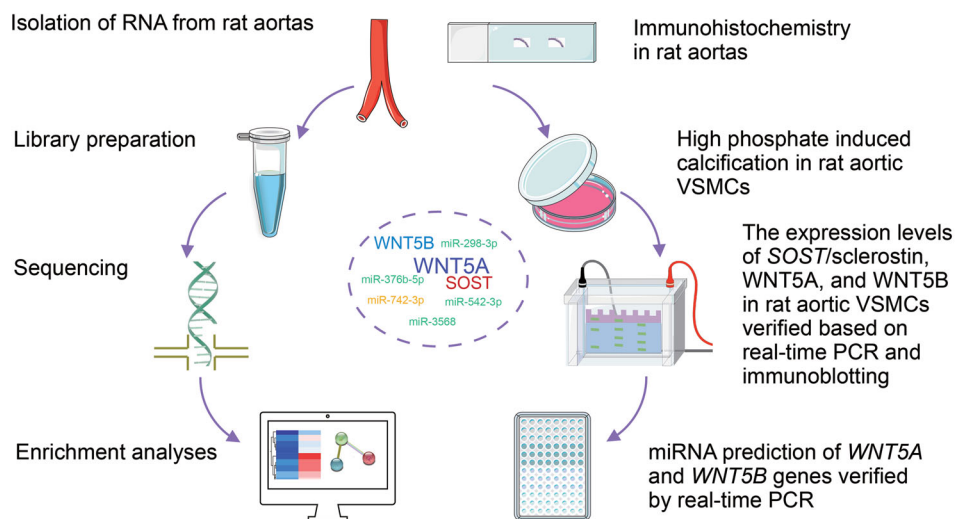 Isolation of RNA from rat aortas
Immunohistochemistry
in rat aortas
Library preparation
High phosphate induced
calcification in rat aortic
VSMCs
Sequencing
WNT5B miR-298-3p
WNT5A
miR-376b-5p SOST
miR-742-3p miR-542-3p
miR-3568
The expression levels
of SOST/sclerostin,
WNT5A, and WNT5B
in rat aortic VSMCs
verified based on
real-time PCR and
immunoblotting
Enrichment analyses
miRNA prediction of WNT5A
and WNT5B genes verified
by real-time PCR